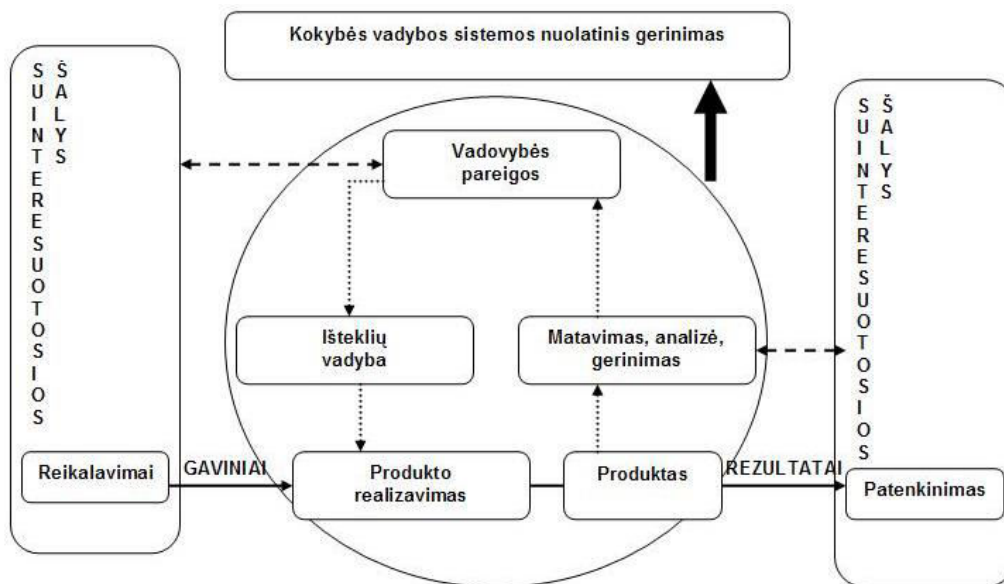 Kokybės vadybos sistemos nuolatinis gerinimas
SUINTERESUOTOSIOS
ŠALYS
Vadovybės
pareigos
Išteklių
vadyba
Matavimas, analizė,
gerinimas
Reikalavimai
GAVINIAI
Produkto
realizavimas
Produktas
REZULTATAI
SUINTERESUOTOSIOS
ŠALYS
Patenkinimas